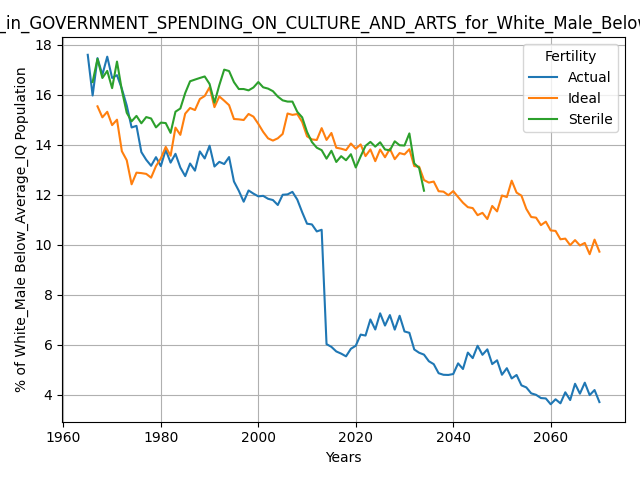 _in_GOVERNMENT_SPENDING_ON_CULTURE_AND_ARTS_for_White_Male_Below
% of White_Male Below_Average_IQ Population
18
16
14
12
10
8
6
4
Fertility
Actual
Ideal
Sterile
1960
1980
2000
2020
2040
2060
Years